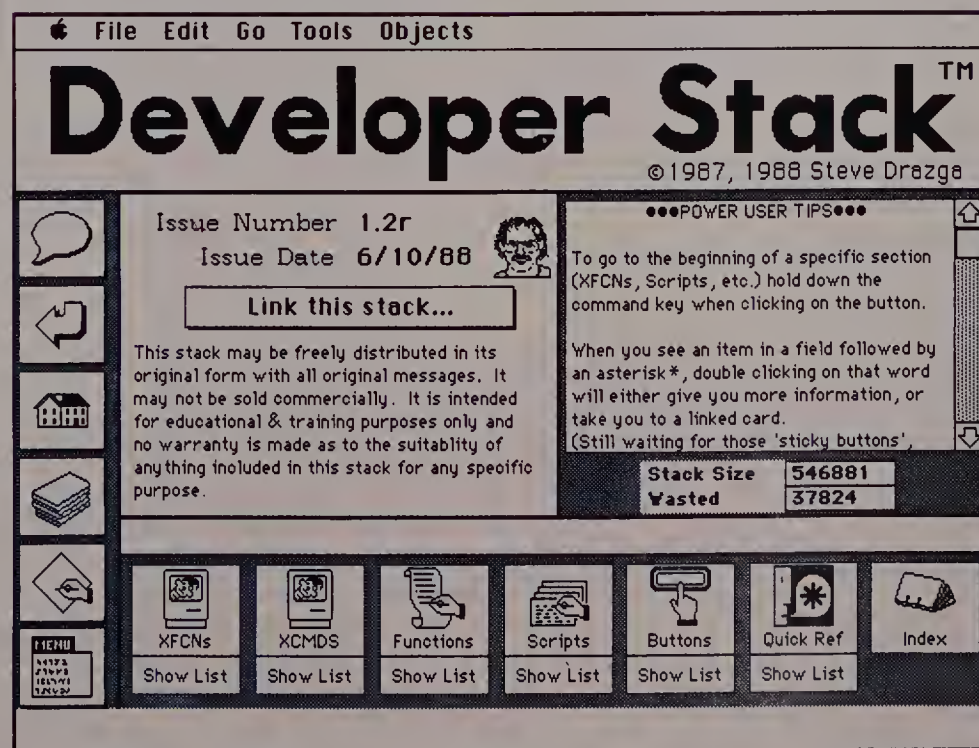 File Edit Go Tools Objects
Developer Stack™
©1987, 1988 Steve Drazga
Issue Number 1.2r
Issue Date 6/10/88
Link this stack...
This stack may be freely distributed in its
original form with all original messages. It
may not be sold commercially. It is intended
for educational & training purposes only and
no warranty is made as to the suitablity of
anything included in this stack for any specific
purpose.
●●●POWER USER TIPS●●●
To go to the beginning of a specific section
(XFCNs, Scripts, etc.) hold down the
command key when clicking on the button.
When you see an item in a field followed by
an asterisk*, double clicking on that word
will either give you more information, or
take you to a linked card.
(Still waiting for those 'sticky buttons',
Stack Size 546881
Wasted 37824
MENU
XFCNs
Show List
XCMDS
Show List
Functions
Show List
Scripts
Show List
Buttons
Show List
Quick Ref
Show List
Index